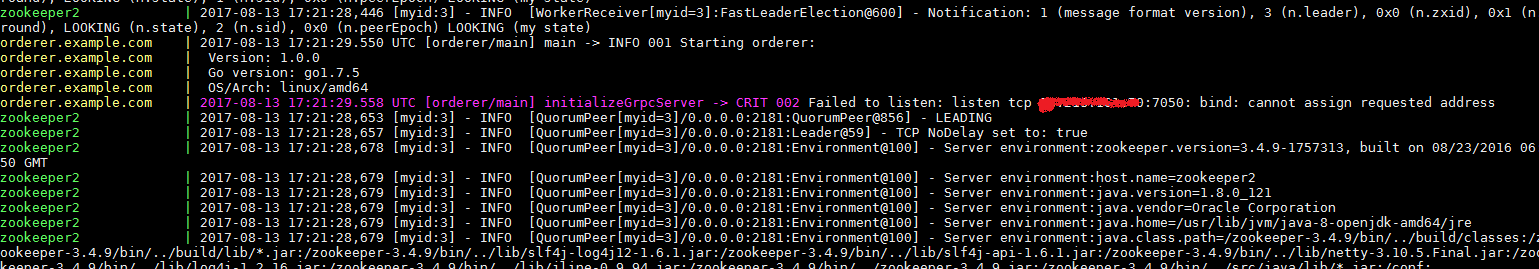 round), LOOKING (n.state), 1 (n.sid), 0x0 (n.peerEpoch) LOOKING (my state)
zookeeper2 | 2017-08-13 17:21:28,446 [myid:3] - INFO [WorkerReceiver[myid=3]:FastLeaderElection@600] - Notification: 1 (message format version), 3 (n.leader), 0x0 (n.zxid), 0x1 (n.
round), LOOKING (n.state), 2 (n.sid), 0x0 (n.peerEpoch) LOOKING (my state)
orderer.example.com | 2017-08-13 17:21:29.550 UTC [orderer/main] main -> INFO 001 Starting orderer:
orderer.example.com | Version: 1.0.0
orderer.example.com | Go version: go1.7.5
orderer.example.com | OS/Arch: linux/amd64
orderer.example.com | 2017-08-13 17:21:29.558 UTC [orderer/main] initializeGrpcServer -> CRIT 002 Failed to listen: listen tcp 0:7050: bind: cannot assign requested address
zookeeper2 | 2017-08-13 17:21:28,653 [myid:3] - INFO [QuorumPeer[myid=3]/0.0.0.0:2181:QuorumPeer@856] - LEADING
zookeeper2 | 2017-08-13 17:21:28,657 [myid:3] - INFO [QuorumPeer[myid=3]/0.0.0.0:2181:Leader@59] - TCP NoDelay set to: true
zookeeper2 | 2017-08-13 17:21:28,678 [myid:3] - INFO [QuorumPeer[myid=3]/0.0.0.0:2181:Environment@100] - Server environment:zookeeper.version=3.4.9-1757313, built on 08/23/2016 06
50 GMT
zookeeper2 | 2017-08-13 17:21:28,679 [myid:3] - INFO [QuorumPeer[myid=3]/0.0.0.0:2181:Environment@100] - Server environment:host.name=zookeeper2
zookeeper2 | 2017-08-13 17:21:28,679 [myid:3] - INFO [QuorumPeer[myid=3]/0.0.0.0:2181:Environment@100] - Server environment:java.version=1.8.0_121
zookeeper2 | 2017-08-13 17:21:28,679 [myid:3] - INFO [QuorumPeer[myid=3]/0.0.0.0:2181:Environment@100] - Server environment:java.vendor=Oracle Corporation
zookeeper2 | 2017-08-13 17:21:28,679 [myid:3] - INFO [QuorumPeer[myid=3]/0.0.0.0:2181:Environment@100] - Server environment:java.home=/usr/lib/jvm/java-8-openjdk-amd64/jre
zookeeper2 | 2017-08-13 17:21:28,679 [myid:3] - INFO [QuorumPeer[myid=3]/0.0.0.0:2181:Environment@100] - Server environment:java.class.path=/zookeeper-3.4.9/bin/../build/classes:/z
ookeeper-3.4.9/bin/../build/lib/*.jar:/zookeeper-3.4.9/bin/../lib/slf4j-log4j12-1.6.1.jar:/zookeeper-3.4.9/bin/../lib/slf4j-api-1.6.1.jar:/zookeeper-3.4.9/bin/../lib/netty-3.10.5.Final.jar:/zo
okeeper-3.4.9/bin/../lib/log4j-1.2.16.jar:/zookeeper-3.4.9/bin/../lib/jline-0.9.94.jar:/zookeeper-3.4.9/bin/../zookeeper-3.4.9.jar:/zookeeper-3.4.9/bin/../src/java/lib/*.jar:/conf: